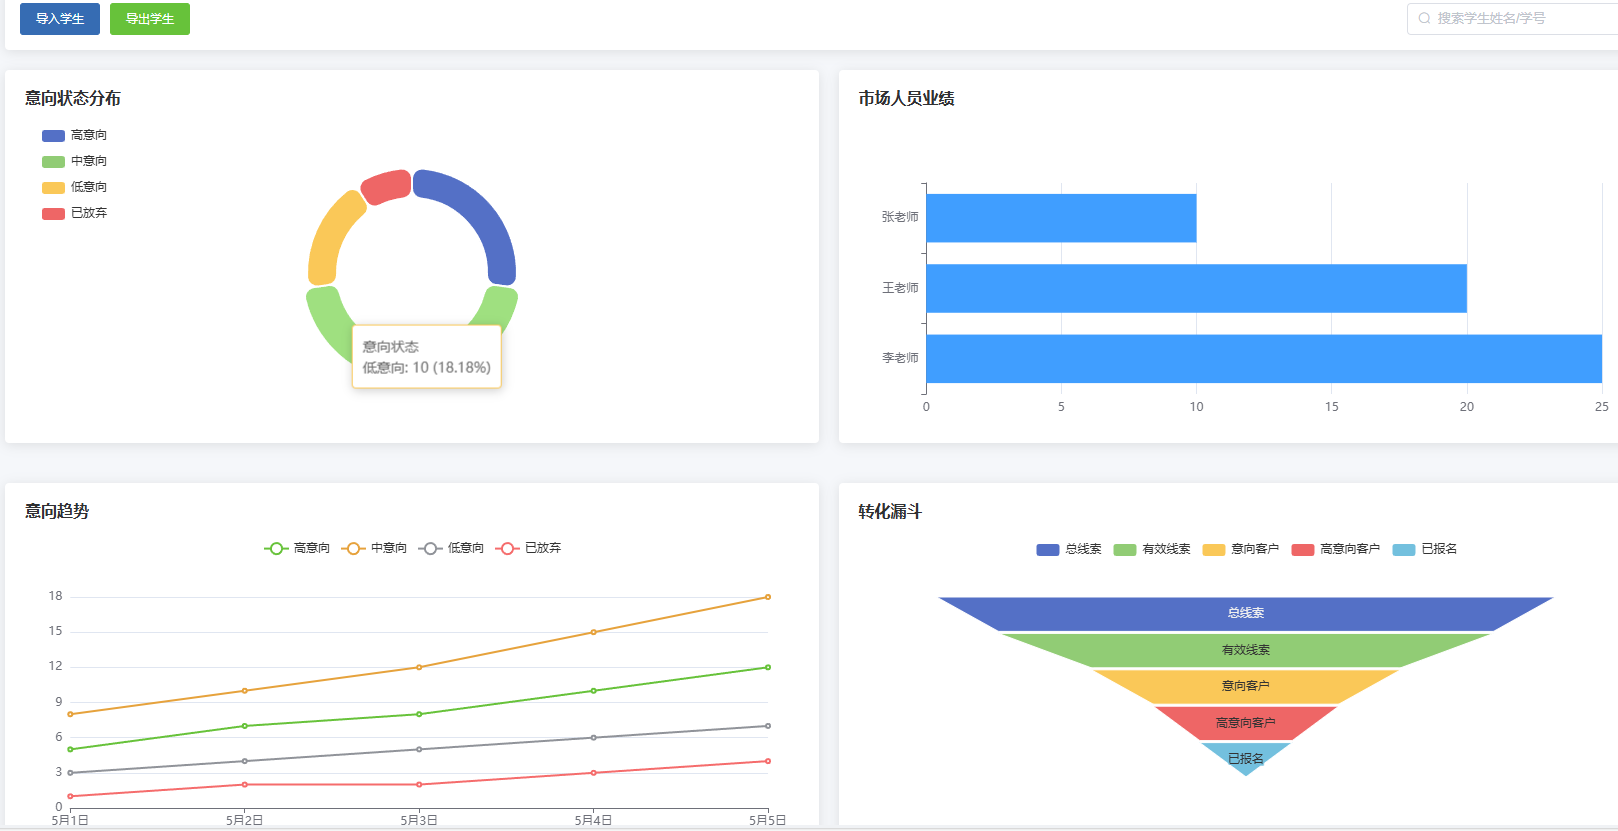 导入学生
导出学生
搜索学生姓名/学号
意向状态分布
高意向
中意向
低意向
已放弃
意向状态
低意向: 10 (18.18%)
市场人员业绩
张老师
王老师
李老师
0 5 10 15 20 25
意向趋势
高意向 中意向 低意向 已放弃
18
15
12
9
6
3
0
5月1日 5月2日 5月3日 5月4日 5月5日
转化漏斗
总线索 有效线索 意向客户 高意向客户 已报名
总线索
有效线索
意向客户
高意向客户
已报名